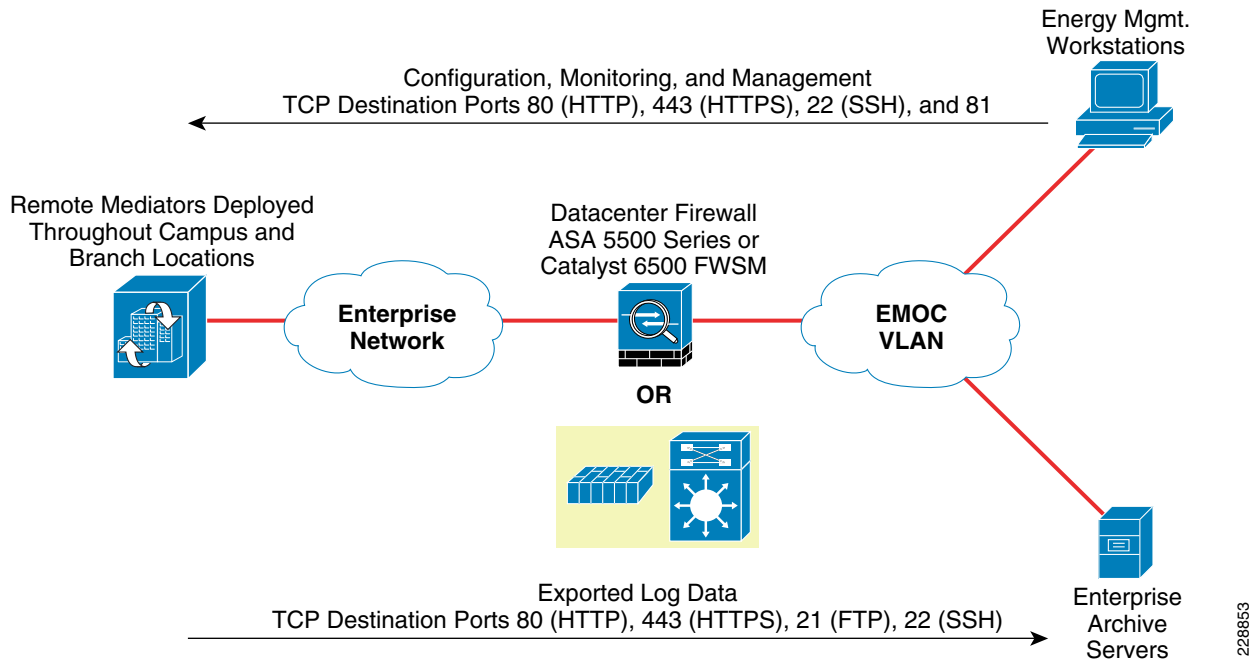 Energy Mgmt.
Workstations
Configuration, Monitoring, and Management
TCP Destination Ports 80 (HTTP), 443 (HTTPS), 22 (SSH), and 81
Remote Mediators Deployed
Throughout Campus and
Branch Locations
Datacenter Firewall
ASA 5500 Series or
Catalyst 6500 FWSM
Enterprise
Network
EMOC
VLAN
OR
Exported Log Data
TCP Destination Ports 80 (HTTP), 443 (HTTPS), 21 (FTP), 22 (SSH)
Enterprise
Archive
Servers
228853